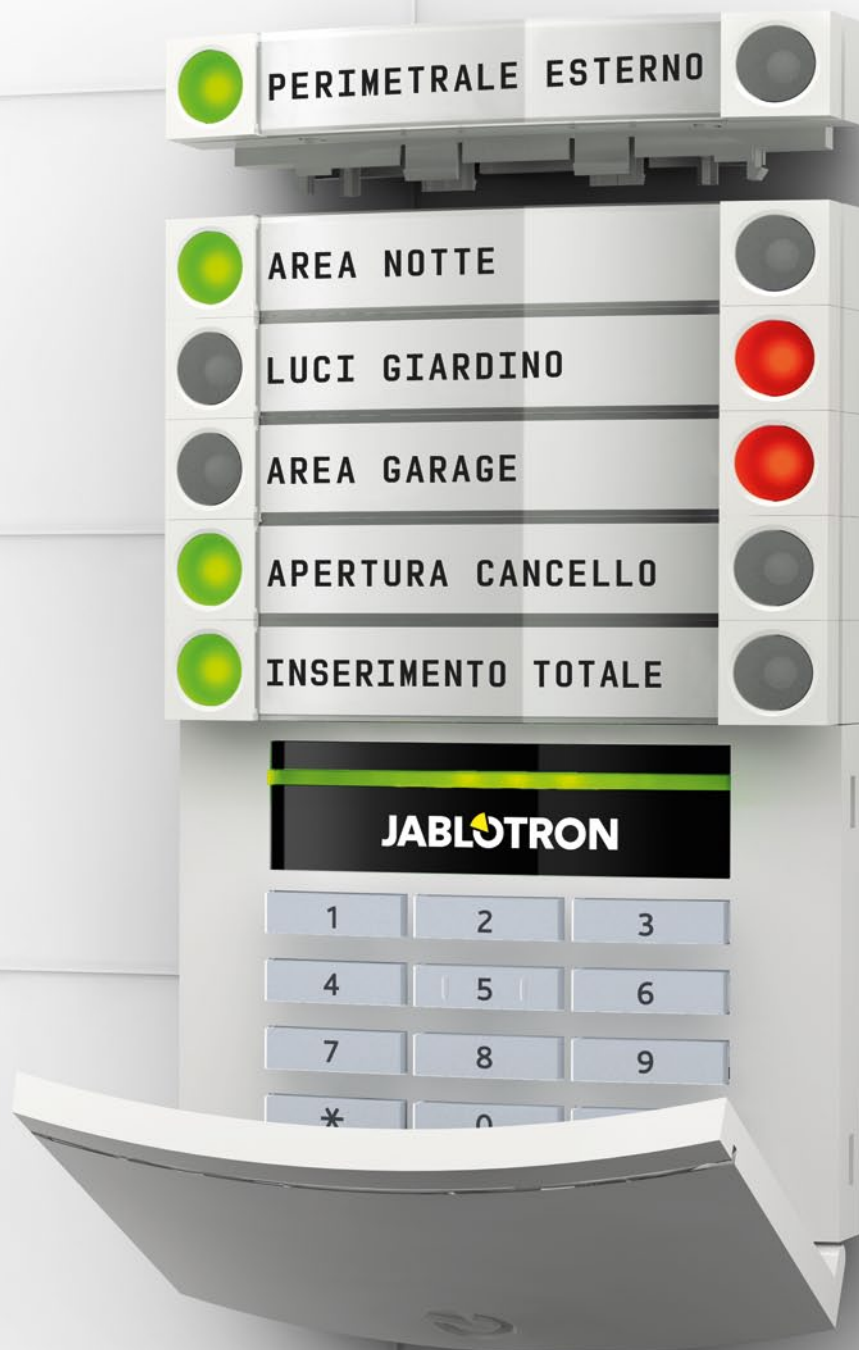 PERIMETRALE ESTERNO
AREA NOTTE
LUCI GIARDINO
AREA GARAGE
APERTURA CANCELLO
INSERIMENTO TOTALE
JABLOTRON
1 2 3
4 5 6
7 8 9
* 0